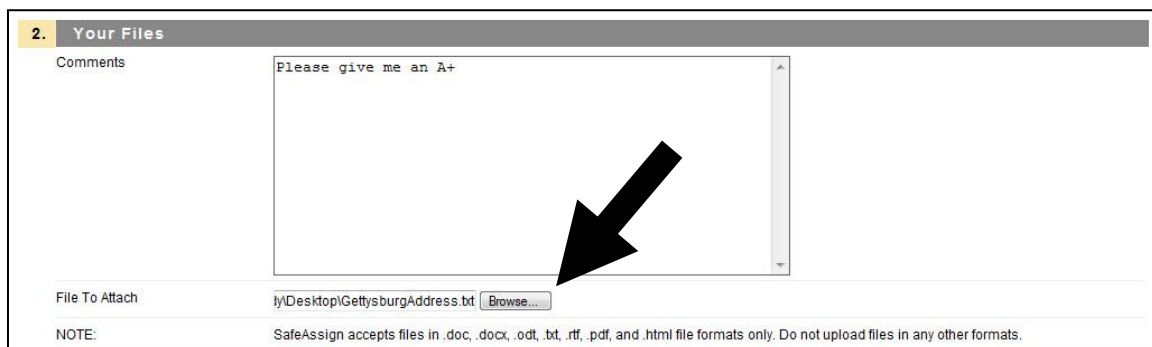 2. Your Files
Comments
Please give me an A+
File To Attach ly\Desktop\GettysburgAddress.txt Browse...
NOTE: SafeAssign accepts files in .doc, .docx, .odt, .txt, .rtf, .pdf, and .html file formats only. Do not upload files in any other formats.